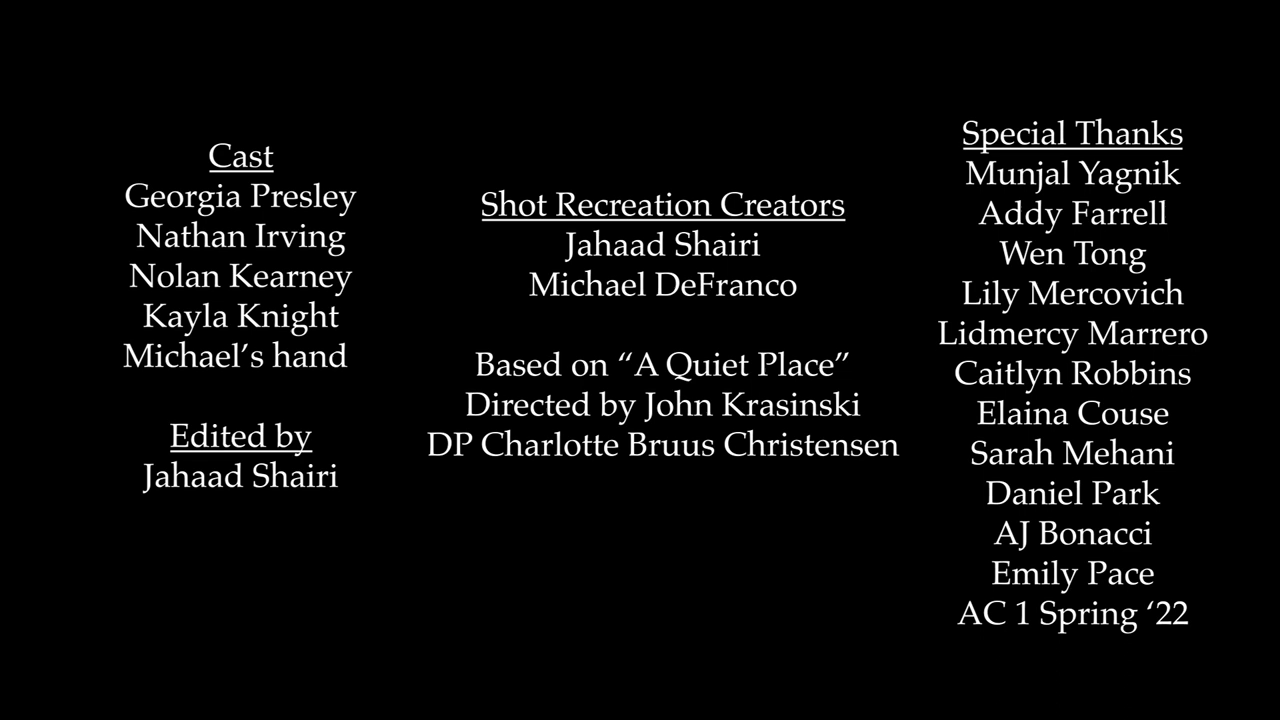 Cast
Georgia Presley
Nathan Irving
Nolan Kearney
Kayla Knight
Michael’s hand
Edited by
Jahaad Shairi
Shot Recreation Creators
Jahaad Shairi
Michael DeFranco
Based on “A Quiet Place”
Directed by John Krasinski
DP Charlotte Bruus Christensen
Special Thanks
Munjal Yagnik
Addy Farrell
Wen Tong
Lily Mercovich
Lidmercy Marrero
Caitlyn Robbins
Elaina Couse
Sarah Mehani
Daniel Park
AJ Bonacci
Emily Pace
AC 1 Spring ‘22